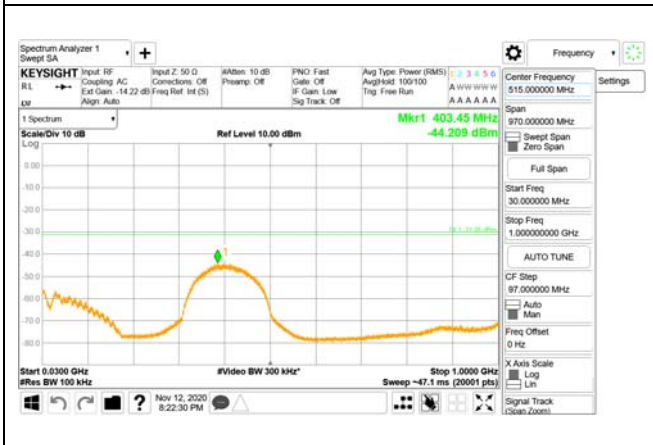 Spectrum Analyzer 1
Swept SA
Frequency
KEYSIGHT
Input: RF
Coupling: AC
Ext Gain: -14.22 dB
Align: Auto
Input Z: 50 Ω
Corrections: Off
Freq Ref: Int (S)
#Atten: 10 dB
Preamp: Off
PNO: Fast
Gate: Off
IF Gain: Low
Sig Track: Off
Avg Type: Power (RMS)
Avg|Hold: 100/100
Trig: Free Run
1 2 3 4 5 6
A W W W W W
A A A A A A
RL
1 Spectrum
Scale/Div 10 dB
Log
Ref Level 10.00 dBm
Mkr1 403.45 MHz
-44.209 dBm
0.00
-10.0
-20.0
-30.0
-40.0
-50.0
-60.0
-70.0
-80.0
1
Start 0.0300 GHz
#Res BW 100 kHz
#Video BW 300 kHz*
Stop 1.0000 GHz
Sweep ~47.1 ms (20001 pts)
Nov 12, 2020
8:22:30 PM
Center Frequency
515.000000 MHz
Settings
Span
970.000000 MHz
Swept Span
Zero Span
Full Span
Start Freq
30.000000 MHz
Stop Freq
1.000000000 GHz
AUTO TUNE
CF Step
97.000000 MHz
Auto
Man
Freq Offset
0 Hz
X Axis Scale
Log
Lin
Signal Track
(Span Zoom)